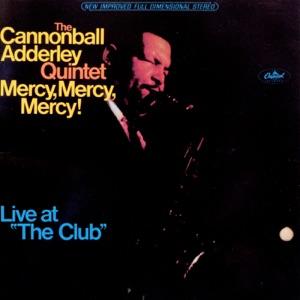 NEW IMPROVED FULL DIMENSIONAL STEREO
The
Cannonball
Adderley
Quintet
Mercy, Mercy,
Mercy!
Capitol
Live at
"The Club"